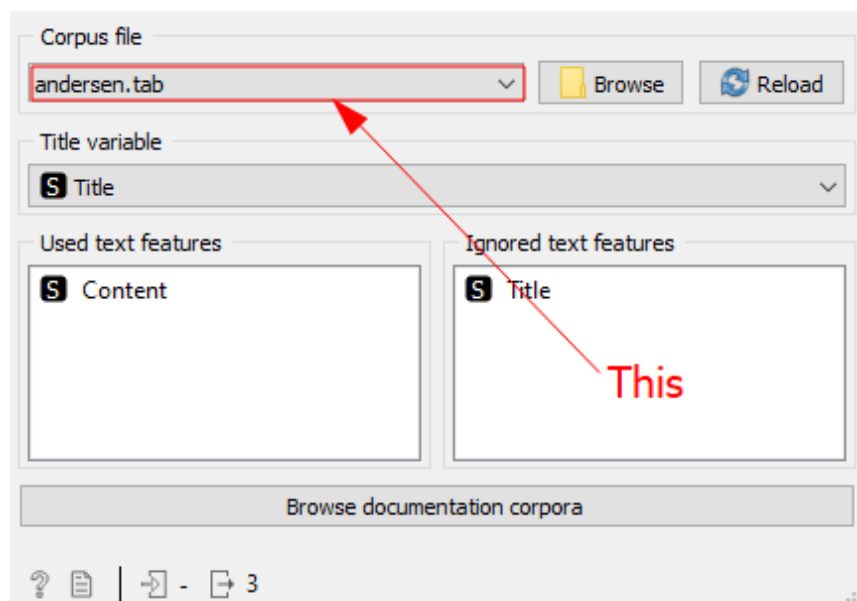 Corpus file
andersen.tab
Browse
Reload
Title variable
S Title
Used text features
Ignored text features
S Content
S Title
This
Browse documentation corpora
? - 3